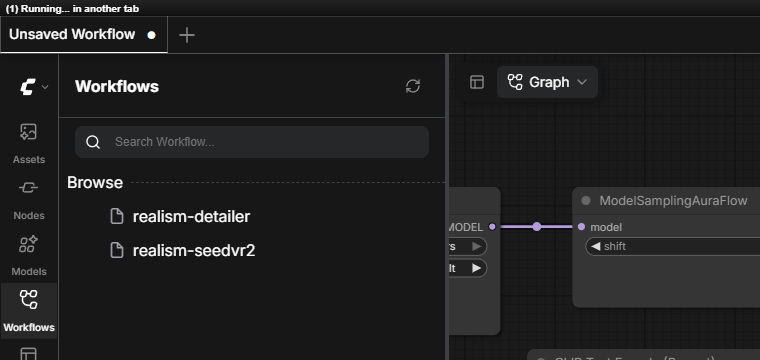 (1) Running... in another tab
Unsaved Workflow
Workflows
Graph
Search Workflow...
Assets
Browse
Nodes
realism-detailer
ModelSamplingAuraFlow
MODEL
model
realism-seedvr2
shift
Models
Workflows